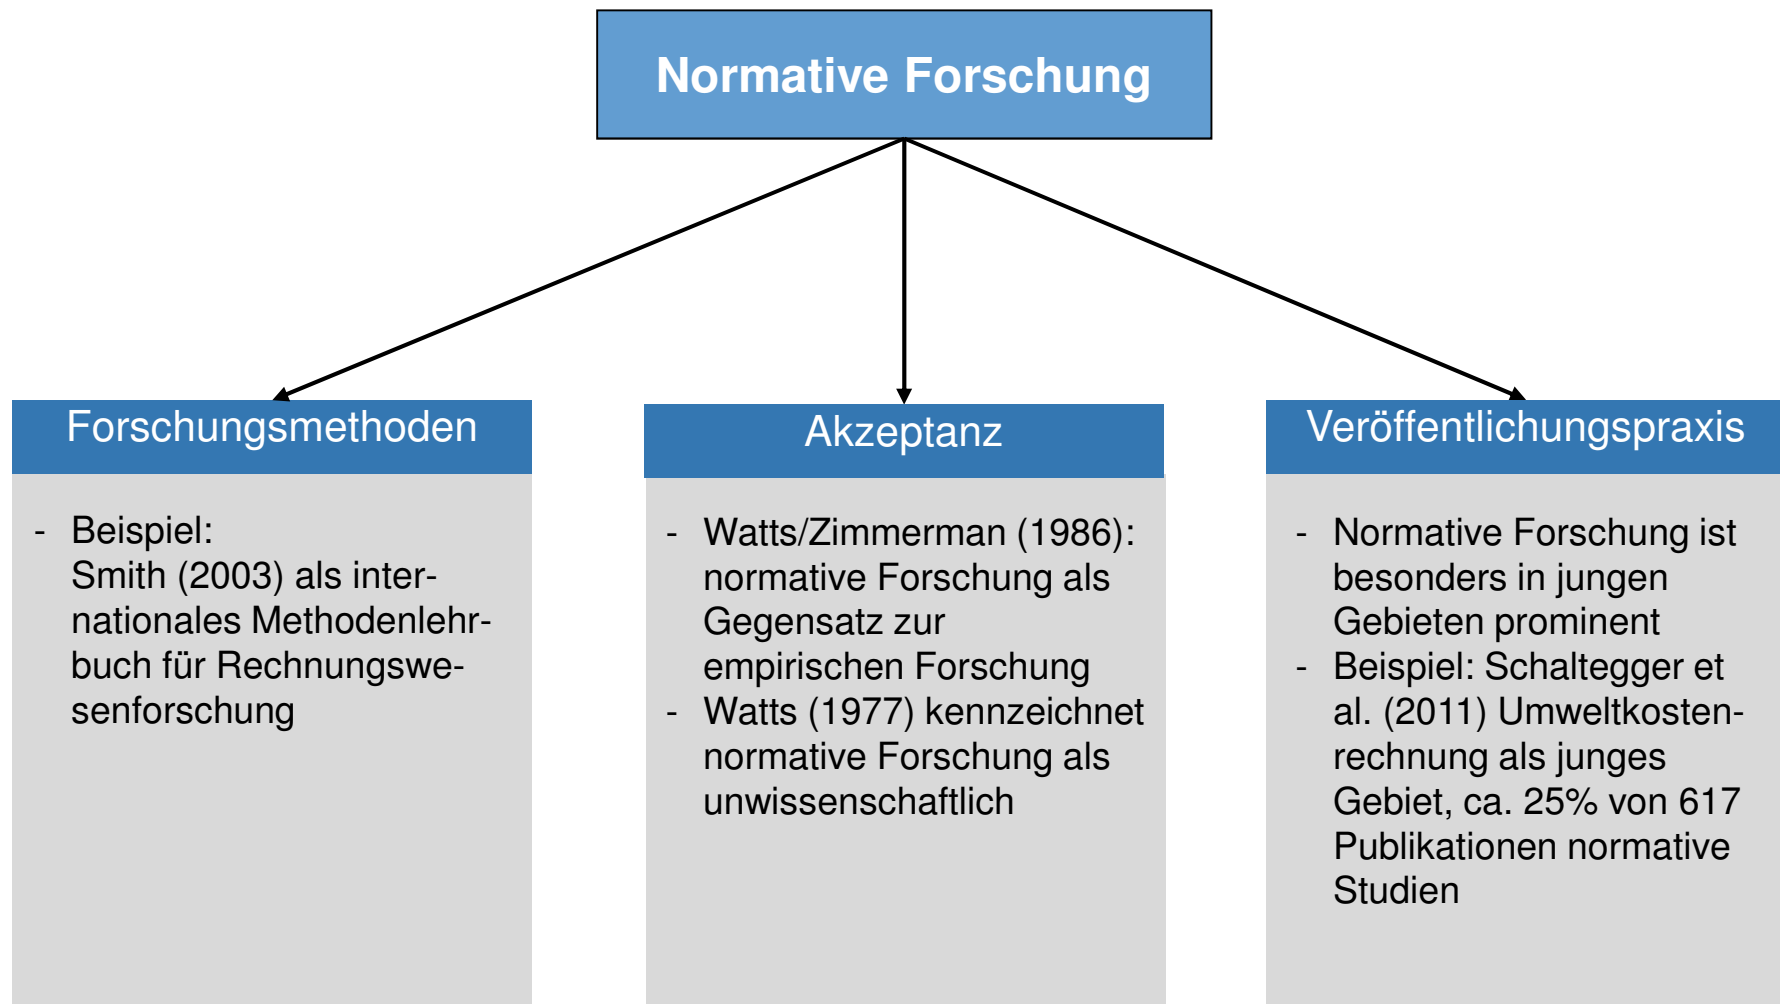 Normative Forschung
Forschungsmethoden
- Beispiel:
Smith (2003) als inter-
nationales Methodenlehr-
buch für Rechnungswe-
senforschung
Akzeptanz
- Watts/Zimmerman (1986):
normative Forschung als
Gegensatz zur
empirischen Forschung
- Watts (1977) kennzeichnet
normative Forschung als
unwissenschaftlich
Veröffentlichungspraxis
- Normative Forschung ist
besonders in jungen
Gebieten prominent
- Beispiel: Schaltegger et
al. (2011) Umweltkosten-
rechnung als junges
Gebiet, ca. 25% von 617
Publikationen normative
Studien